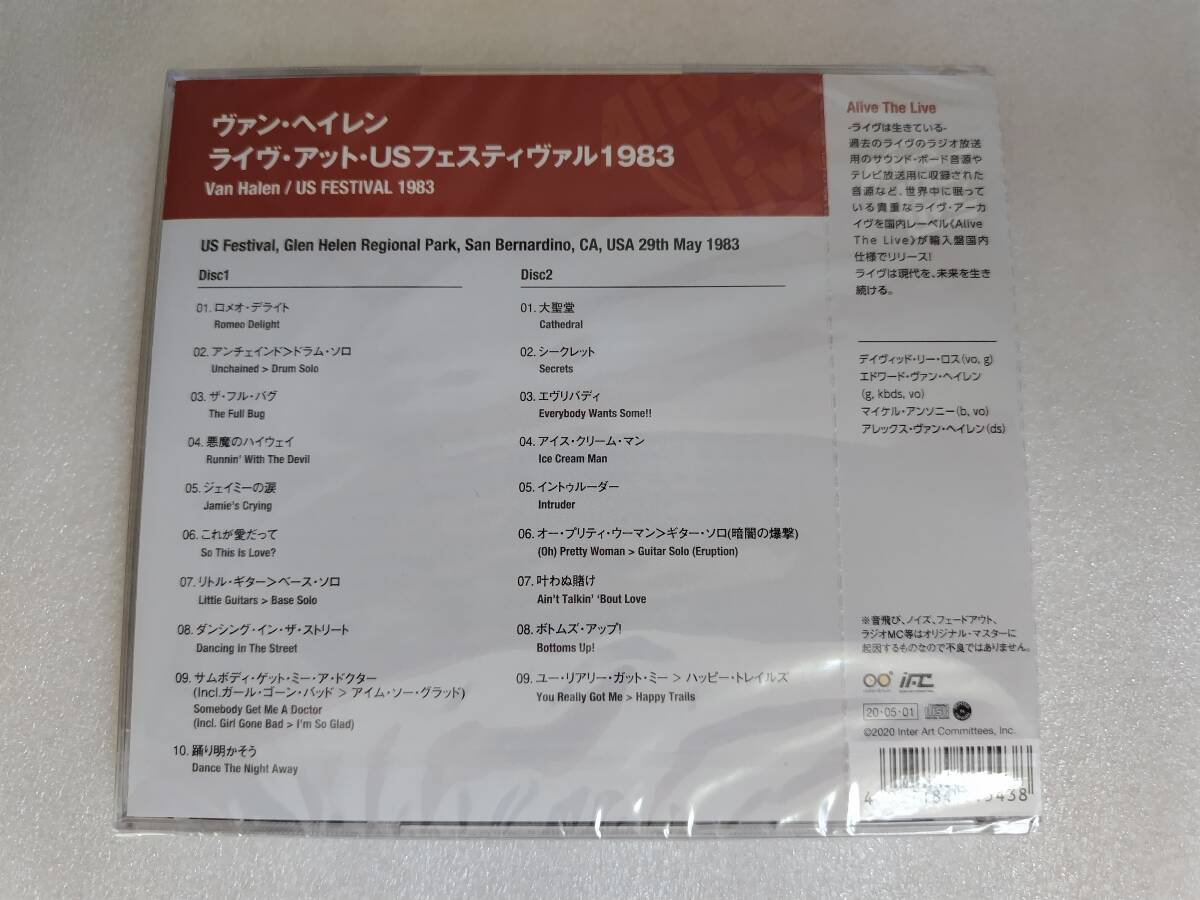 ヴァン・ヘイレン
ライヴ・アット・USフェスティヴァル1983
Van Halen / US FESTIVAL 1983
US Festival, Glen Helen Regional Park, San Bernardino, CA, USA 29th May 1983
Disc1
01. ロメオ・デライト
Romeo Delight
02. アンチェインド>ドラム・ソロ
Unchained > Drum Solo
03. ザ・フル・バグ
The Full Bug
04. 悪魔のハイウェイ
Runnin' With The Devil
05. ジェイミーの涙
Jamie's Crying
06. これが愛だって
So This Is Love?
07. リトル・ギター>ベース・ソロ
Little Guitars > Base Solo
08. ダンシング・イン・ザ・ストリート
Dancing In The Street
09. サムボディ・ゲット・ミー・ア・ドクター
(Incl.ガール・ゴーン・バッド > アイム・ソー・グラッド)
Somebody Get Me A Doctor
(Incl. Girl Gone Bad > I'm So Glad)
10. 踊り明かそう
Dance The Night Away
Disc2
01. 大聖堂
Cathedral
02. シークレット
Secrets
03. エヴリバディ
Everybody Wants Some!!
04. アイス・クリーム・マン
Ice Cream Man
05. イントゥルーダー
Intruder
06. オー・プリティ・ウーマン>ギター・ソロ(暗闇の爆撃)
(Oh) Pretty Woman > Guitar Solo (Eruption)
07. 叶わぬ賭け
Ain't Talkin' ‘Bout Love
08. ボトムズ・アップ!
Bottoms Up!
09. ユー・リアリー・ガット・ミー > ハッピー・トレイルズ
You Really Got Me > Happy Trails
Alive The Live
-ライヴは生きている-
過去のライヴのラジオ放送
用のサウンド・ボード音源や
テレビ放送用に収録された
音源など、世界中に眠って
いる貴重なライヴ・アーカ
イヴを国内レーベル《Alive
The Live》が輸入盤国内
仕様でリリース!
ライヴは現代を、未来を生き
続ける。
デイヴィッド・リー・ロス(vo, g)
エドワード・ヴァン・ヘイレン
(g, kbds, vo)
マイケル・アンソニー(b, vo)
アレックス・ヴァン・ヘイレン(ds)
※音飛び、ノイズ、フェードアウト、
ラジオMC等はオリジナル・マスターに
起因するものなので不良ではありません。
IFC
20・05・01
©2020 Inter Art Committees, Inc.